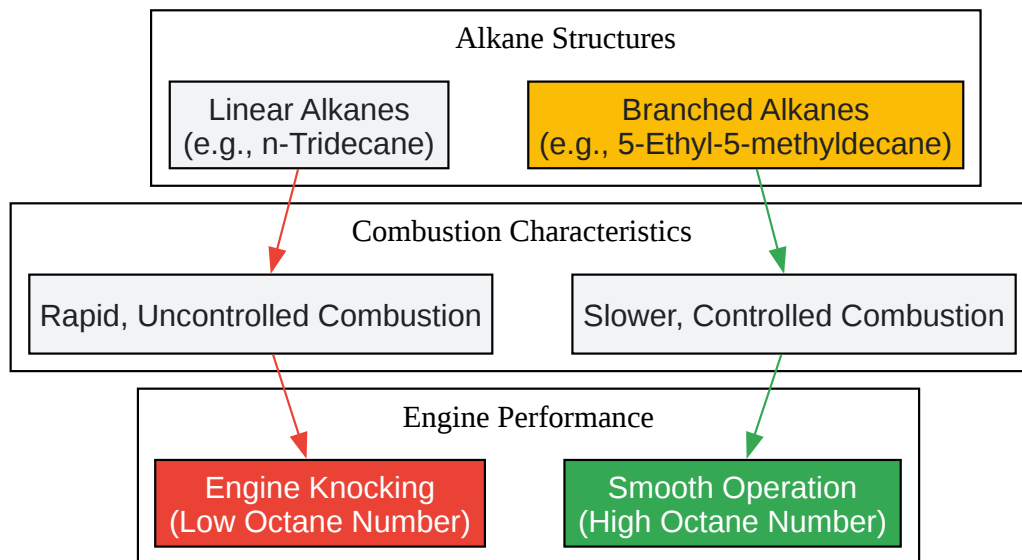 Alkane Structures
Linear Alkanes
(e.g., n-Tridecane)
Branched Alkanes
(e.g., 5-Ethyl-5-methyldecane)
Combustion Characteristics
Rapid, Uncontrolled Combustion
Slower, Controlled Combustion
Engine Performance
Engine Knocking
(Low Octane Number)
Smooth Operation
(High Octane Number)